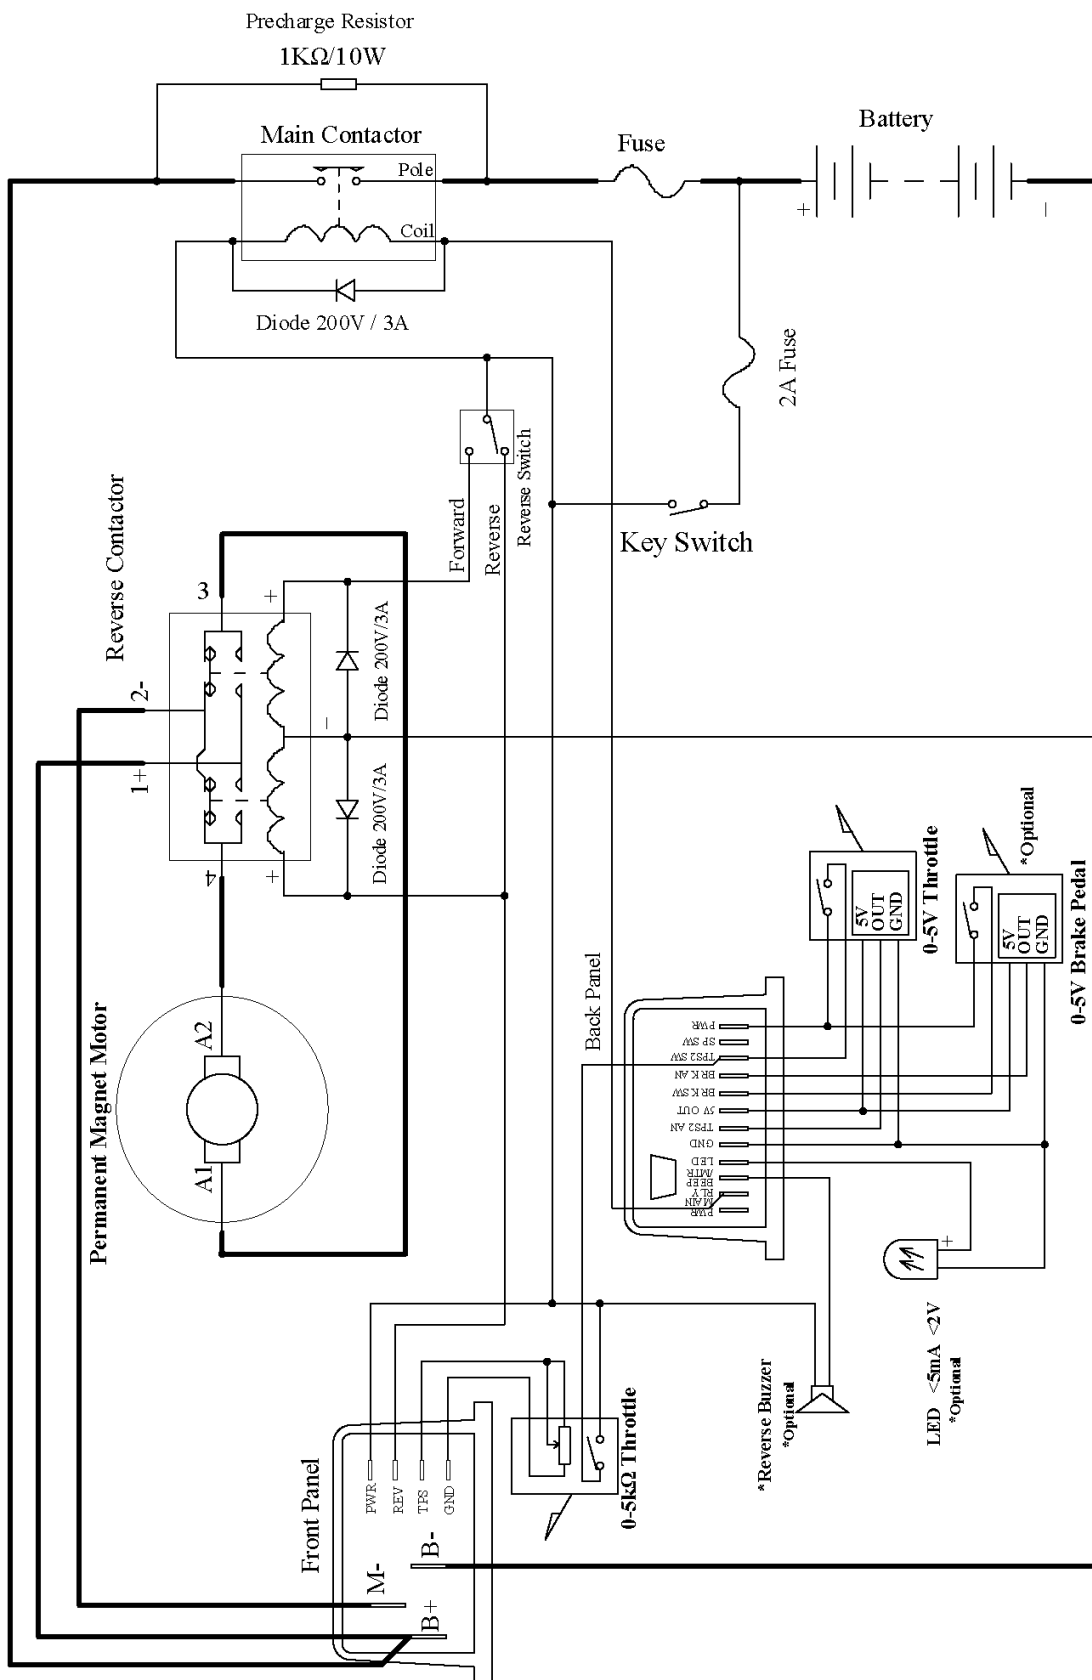 Precharge Resistor
1KΩ/10W
Main Contactor
Pole
Coil
Diode 200V / 3A
Fuse
Battery
+
−
2A Fuse
Key Switch
Reverse Switch
Forward
Reverse
Reverse Contactor
3
2-
1+
4
+
−
+
Diode 200V/3A
Diode 200V/3A
Permanent Magnet Motor
A2
A1
Back Panel
PWR
SP SW
TPS2 SW
BRK AN
BRK SW
5V OUT
TPS2 AN
GND
LED
BEEP
/MTR
MAIN
RLY
PWR
5V
OUT
GND
0-5V Throttle
*Optional
5V
OUT
GND
0-5V Brake Pedal
+
LED <5mA <2V
*Optional
*Reverse Buzzer
*Optional
0-5kΩ Throttle
Front Panel
PWR
REV
TPS
GND
M-
B-
B+